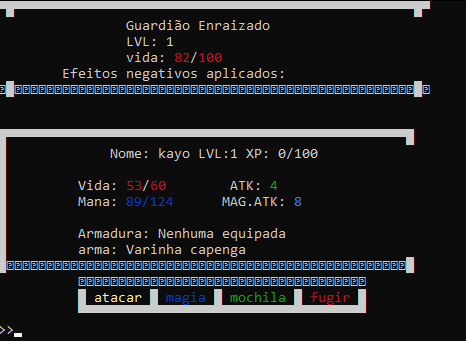 Guardião Enraizado
LVL: 1
vida: 82/100
Efeitos negativos aplicados:
Nome: kayo LVL:1 XP: 0/100
Vida: 53/60 ATK: 4
Mana: 89/124 MAG.ATK: 8
Armadura: Nenhuma equipada
arma: Varinha capenga
atacar magia mochila fugir
>>